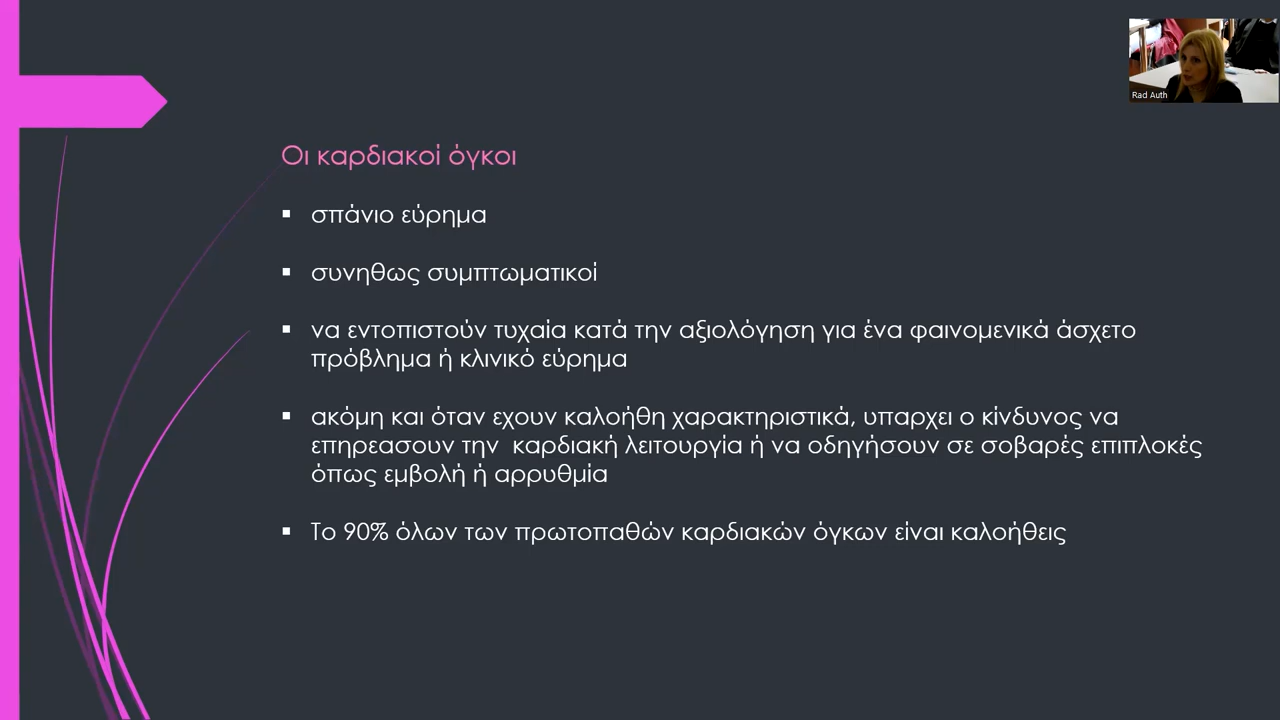 Rad Auth
Οι καρδιακοί όγκοι
▪ σπάνιο εύρημα
▪ συνηθως συμπτωματικοί
▪ να εντοπιστούν τυχαία κατά την αξιολόγηση για ένα φαινομενικά άσχετο
πρόβλημα ή κλινικό εύρημα
▪ ακόμη και όταν εχουν καλοήθη χαρακτηριστικά, υπαρχει ο κίνδυνος να
επηρεασουν την καρδιακή λειτουργία ή να οδηγήσουν σε σοβαρές επιπλοκές
όπως εμβολή ή αρρυθμία
▪ Το 90% όλων των πρωτοπαθών καρδιακών όγκων είναι καλοήθεις